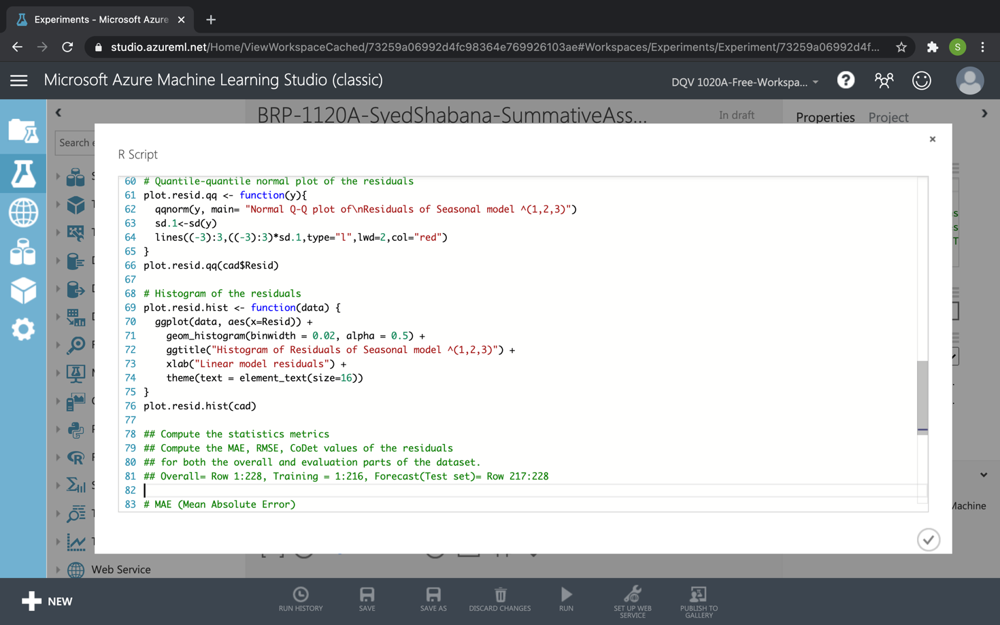 Experiments - Microsoft Azure
studio.azureml.net/Home/ViewWorkspaceCached/73259a06992d4fc98364e769926103ae#Workspaces/Experiments/Experiment/73259a06992d4f...
S
Microsoft Azure Machine Learning Studio (classic)
DQV 1020A-Free-Workspa...
BRP-1120A-SyedShabana-SummativeAss...
In draft
Properties Project
Search e
R Script
60 # Quantile-quantile normal plot of the residuals
61 plot.resid.qq <- function(y){
62 qqnorm(y, main= "Normal Q-Q plot of\nResiduals of Seasonal model ^(1,2,3)")
63 sd.1<-sd(y)
64 lines((-3):3,((-3):3)*sd.1,type="l",lwd=2,col="red")
65 }
66 plot.resid.qq(cad$Resid)
67
68 # Histogram of the residuals
69 plot.resid.hist <- function(data) {
70 ggplot(data, aes(x=Resid)) +
71 geom_histogram(binwidth = 0.02, alpha = 0.5) +
72 ggtitle("Histogram of Residuals of Seasonal model ^(1,2,3)") +
73 xlab("Linear model residuals") +
74 theme(text = element_text(size=16))
75 }
76 plot.resid.hist(cad)
77
78 ## Compute the statistics metrics
79 ## Compute the MAE, RMSE, CoDet values of the residuals
80 ## for both the overall and evaluation parts of the dataset.
81 ## Overall= Row 1:228, Training = 1:216, Forecast(Test set)= Row 217:228
82
83 # MAE (Mean Absolute Error)
Machine
Web Service
NEW
RUN HISTORY
SAVE
SAVE AS
DISCARD CHANGES
RUN
SET UP WEB SERVICE
PUBLISH TO GALLERY